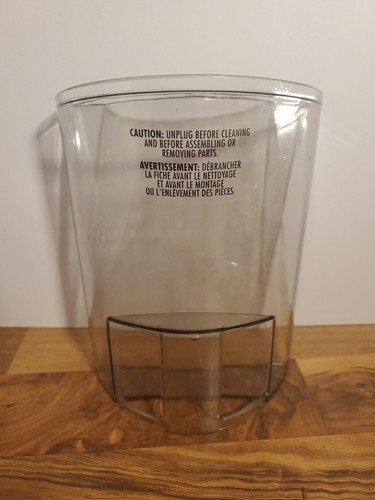 CAUTION: UNPLUG BEFORE CLEANING
AND BEFORE ASSEMBLING OR
REMOVING PARTS.
AVERTISSEMENT: DÉBRANCHER
LA FICHE AVANT LE NETTOYAGE
ET AVANT LE MONTAGE
OU L'ENLÈVEMENT DES PIÈCES.